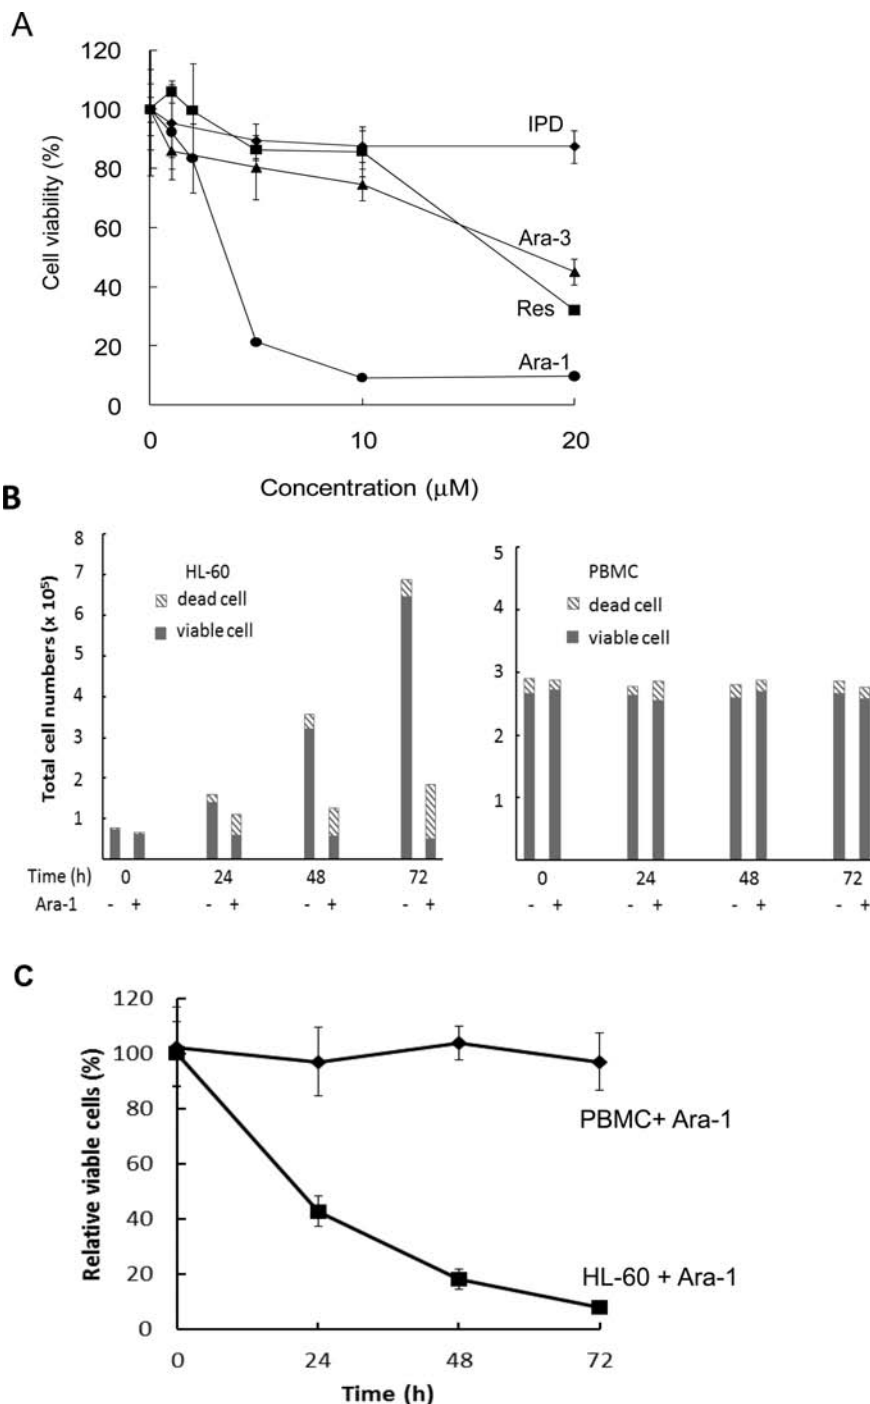 A
120
100
80
60
40
20
0
Cell viability (%)
IPD
Ara-3
Res
Ara-1
0
10
20
Concentration (μM)
B
8
7
6
5
4
3
2
1
Total cell numbers (x 10⁵)
HL-60
dead cell
viable cell
Time (h)
0
24
48
72
Ara-1
- + - + - + - +
5
4
3
2
1
PBMC
dead cell
viable cell
0
24
48
72
- + - + - + - +
C
120
100
80
60
40
20
0
Relative viable cells (%)
PBMC+ Ara-1
HL-60 + Ara-1
0
24
48
72
Time (h)